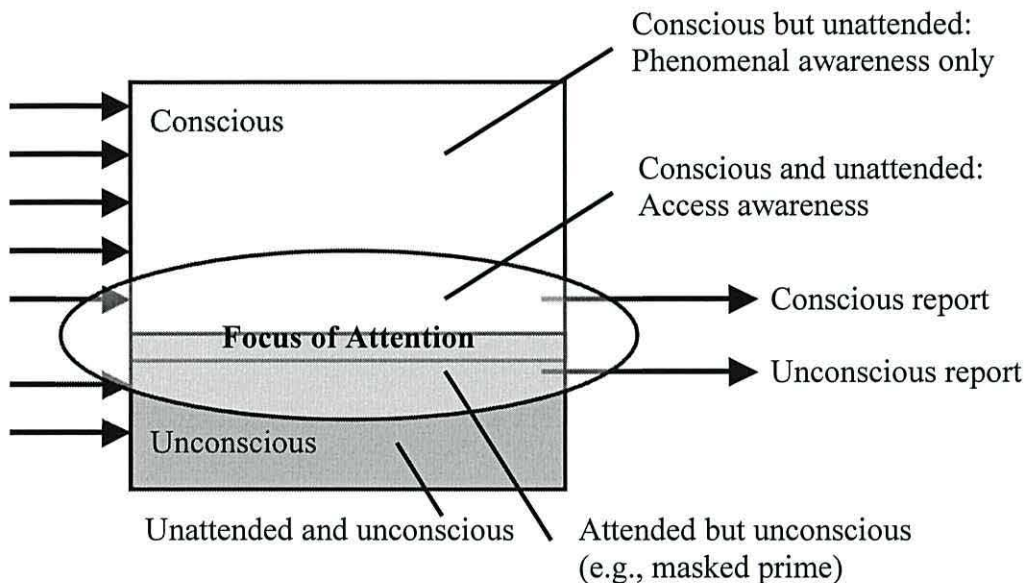 Conscious but unattended:
Phenomenal awareness only
Conscious
Conscious and unattended:
Access awareness
Conscious report
Focus of Attention
Unconscious report
Unconscious
Unattended and unconscious
Attended but unconscious
(e.g., masked prime)